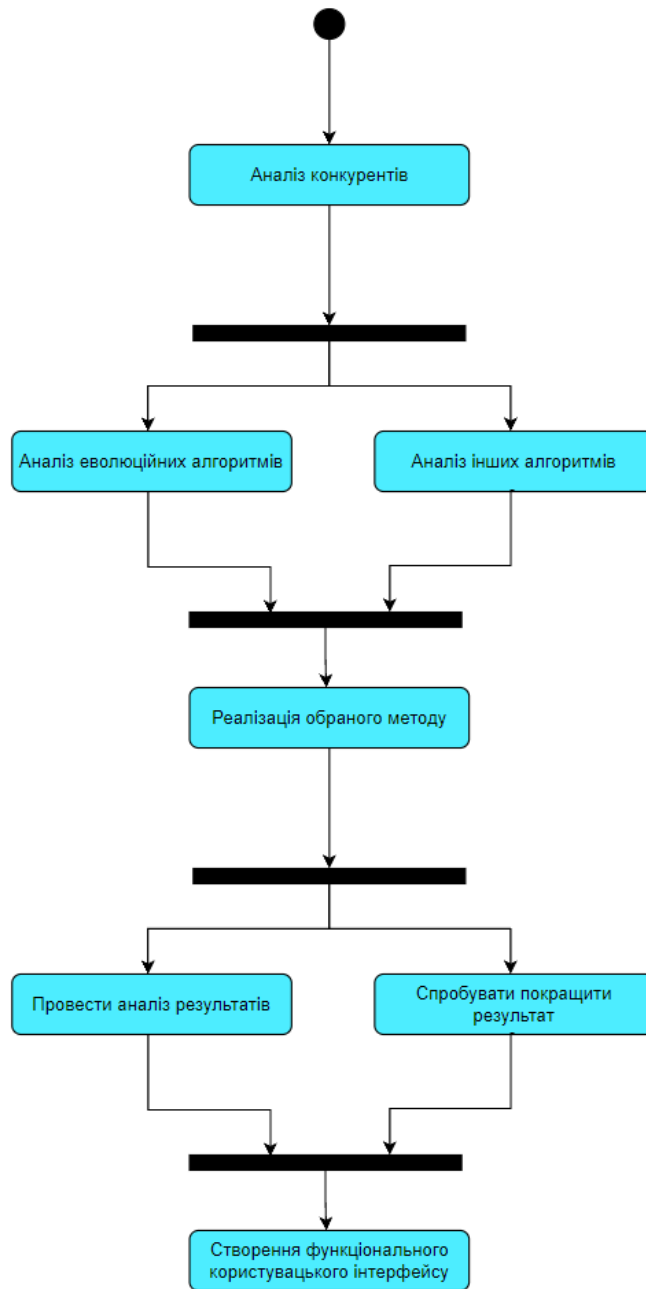 Аналіз конкурентів
Аналіз еволюційних алгоритмів
Аналіз інших алгоритмів
Реалізація обраного методу
Провести аналіз результатів
Спробувати покращити
результат
Створення функціонального
користувацького інтерфейсу